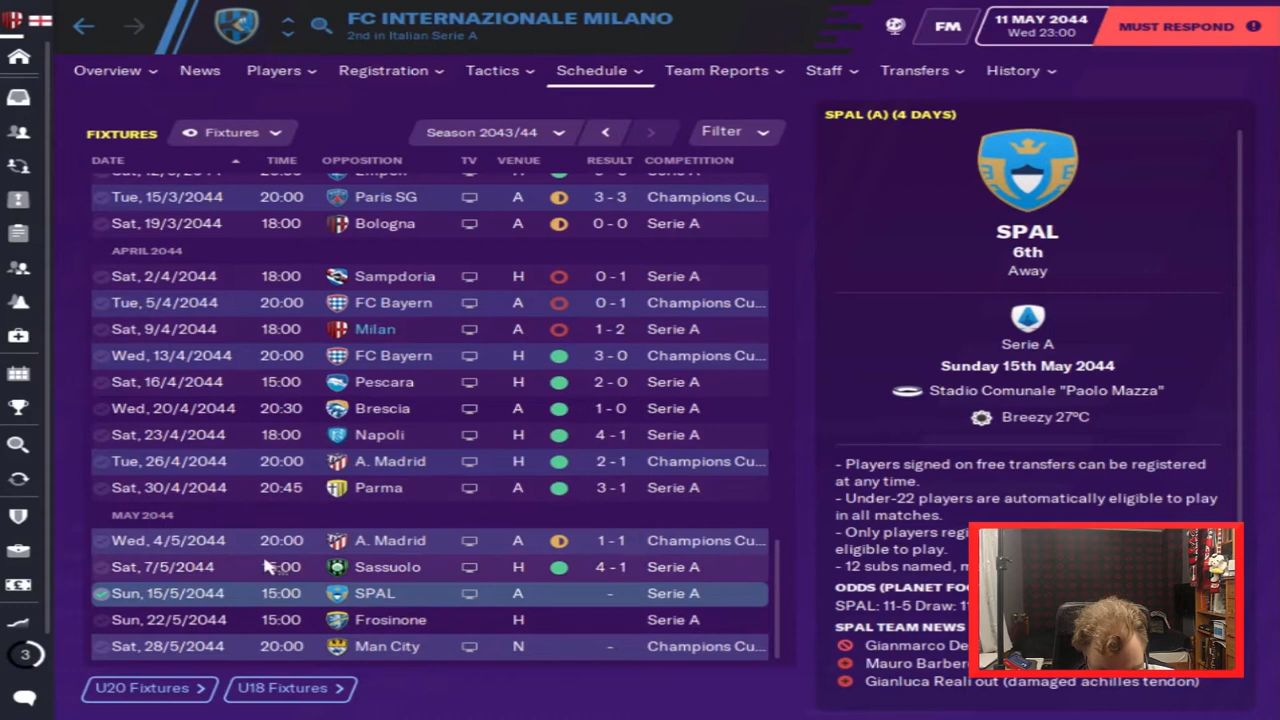 FC INTERNAZIONALE MILANO
2nd in Italian Serie A
FM
11 MAY 2044
Wed 23:00
MUST RESPOND
Overview News Players Registration Tactics Schedule Team Reports Staff Transfers History
FIXTURES Fixtures Season 2043/44 Filter
DATE TIME OPPOSITION TV VENUE RESULT COMPETITION
Tue, 15/3/2044 20:00 Paris SG A 3 - 3 Champions Cu...
Sat, 19/3/2044 18:00 Bologna A 0 - 0 Serie A
APRIL 2044
Sat, 2/4/2044 18:00 Sampdoria H 0 - 1 Serie A
Tue, 5/4/2044 20:00 FC Bayern A 0 - 1 Champions Cu...
Sat, 9/4/2044 18:00 Milan A 1 - 2 Serie A
Wed, 13/4/2044 20:00 FC Bayern H 3 - 0 Champions Cu...
Sat, 16/4/2044 15:00 Pescara H 2 - 0 Serie A
Wed, 20/4/2044 20:30 Brescia A 1 - 0 Serie A
Sat, 23/4/2044 18:00 Napoli H 4 - 1 Serie A
Tue, 26/4/2044 20:00 A. Madrid H 2 - 1 Champions Cu...
Sat, 30/4/2044 20:45 Parma A 3 - 1 Serie A
MAY 2044
Wed, 4/5/2044 20:00 A. Madrid A 1 - 1 Champions Cu...
Sat, 7/5/2044 Sassuolo H 4 - 1 Serie A
Sun, 15/5/2044 15:00 SPAL A - Serie A
Sun, 22/5/2044 15:00 Frosinone H Serie A
Sat, 28/5/2044 20:00 Man City N - Champions Cu...
U20 Fixtures > U18 Fixtures >
3
SPAL (A) (4 DAYS)
SPAL
6th
Away
Serie A
Sunday 15th May 2044
Stadio Comunale "Paolo Mazza"
Breezy 27°C
- Players signed on free transfers can be registered
at any time.
- Under-22 players are automatically eligible to play
in all matches.
- Only players
eligible to play.
- 12 subs named,
ODDS (PLANET
SPAL: 11-5 Draw:
SPAL TEAM NEWS
Gianmarco
Mauro
Gianluca Reali out (damaged achilles tendon)